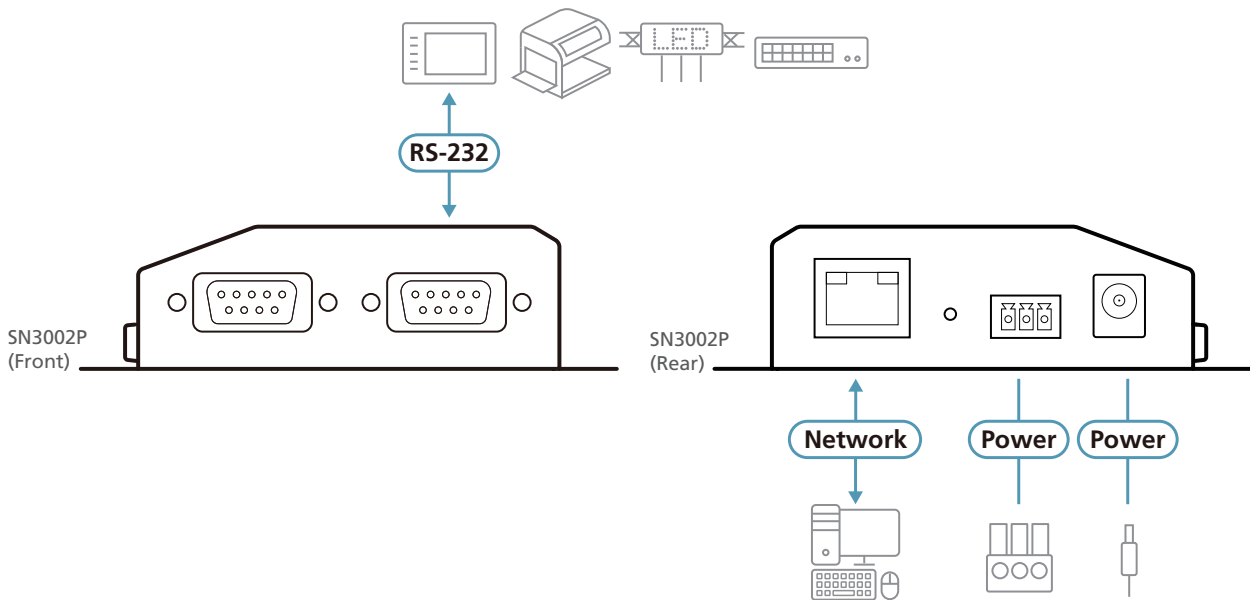 LED
RS-232
SN3002P
(Front)
SN3002P
(Rear)
Network
Power
Power